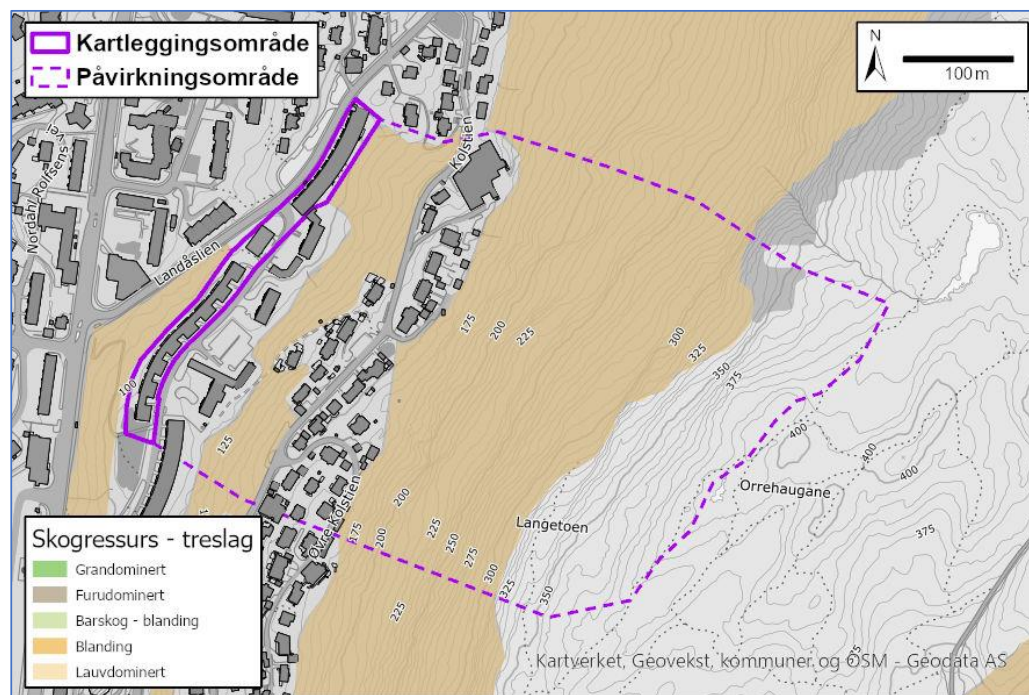 Kartleggingsområde
Påvirkningsområde
N
100 m
Nordahl Rolfsens vei
Landåslien
Kolstien
Øvre Kolstien
Langetoen
Orrehaugane
100
125
175
200
225
300
325
350
375
400
400
400
375
200
175
200
225
250
275
300
325
350
225
Skogressurs - treslag
Grandominert
Furudominert
Barskog - blanding
Blanding
Lauvdominert
Kartverket, Geovekst, kommuner og OSM - Geodata AS